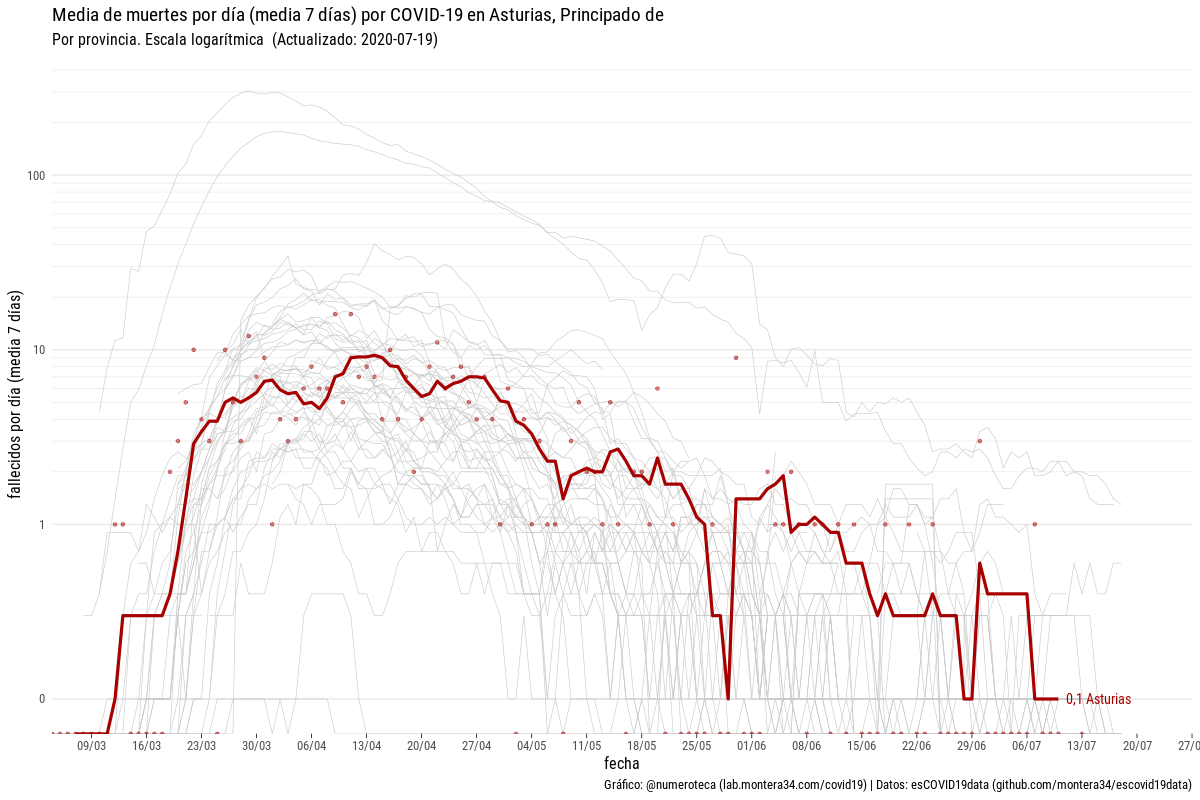 Media de muertes por día (media 7 días) por COVID-19 en Asturias, Principado de
Por provincia. Escala logarítmica  (Actualizado: 2020-07-19)
fallecidos por día (media  7 días)
100
10
1
0
0,1 Asturias
09/03 16/03 23/03 30/03 06/04 13/04 20/04 27/04 04/05 11/05 18/05 25/05 01/06 08/06 15/06 22/06 29/06 06/07 13/07 20/07 27/0
fecha
Gráfico: @numeroteca (lab.montera34.com/covid19) | Datos: esCOVID19data (github.com/montera34/escovid19data)